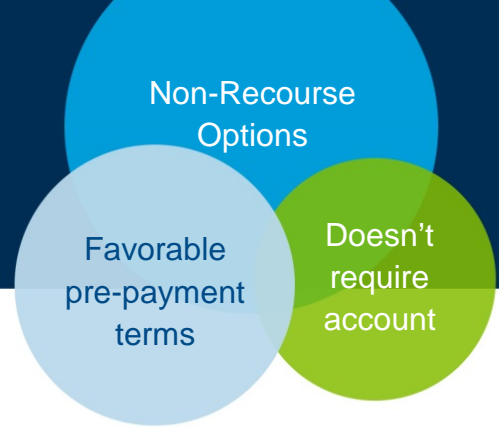 Non-Recourse
Options
Favorable
pre-payment
terms
Doesn’t
require
account